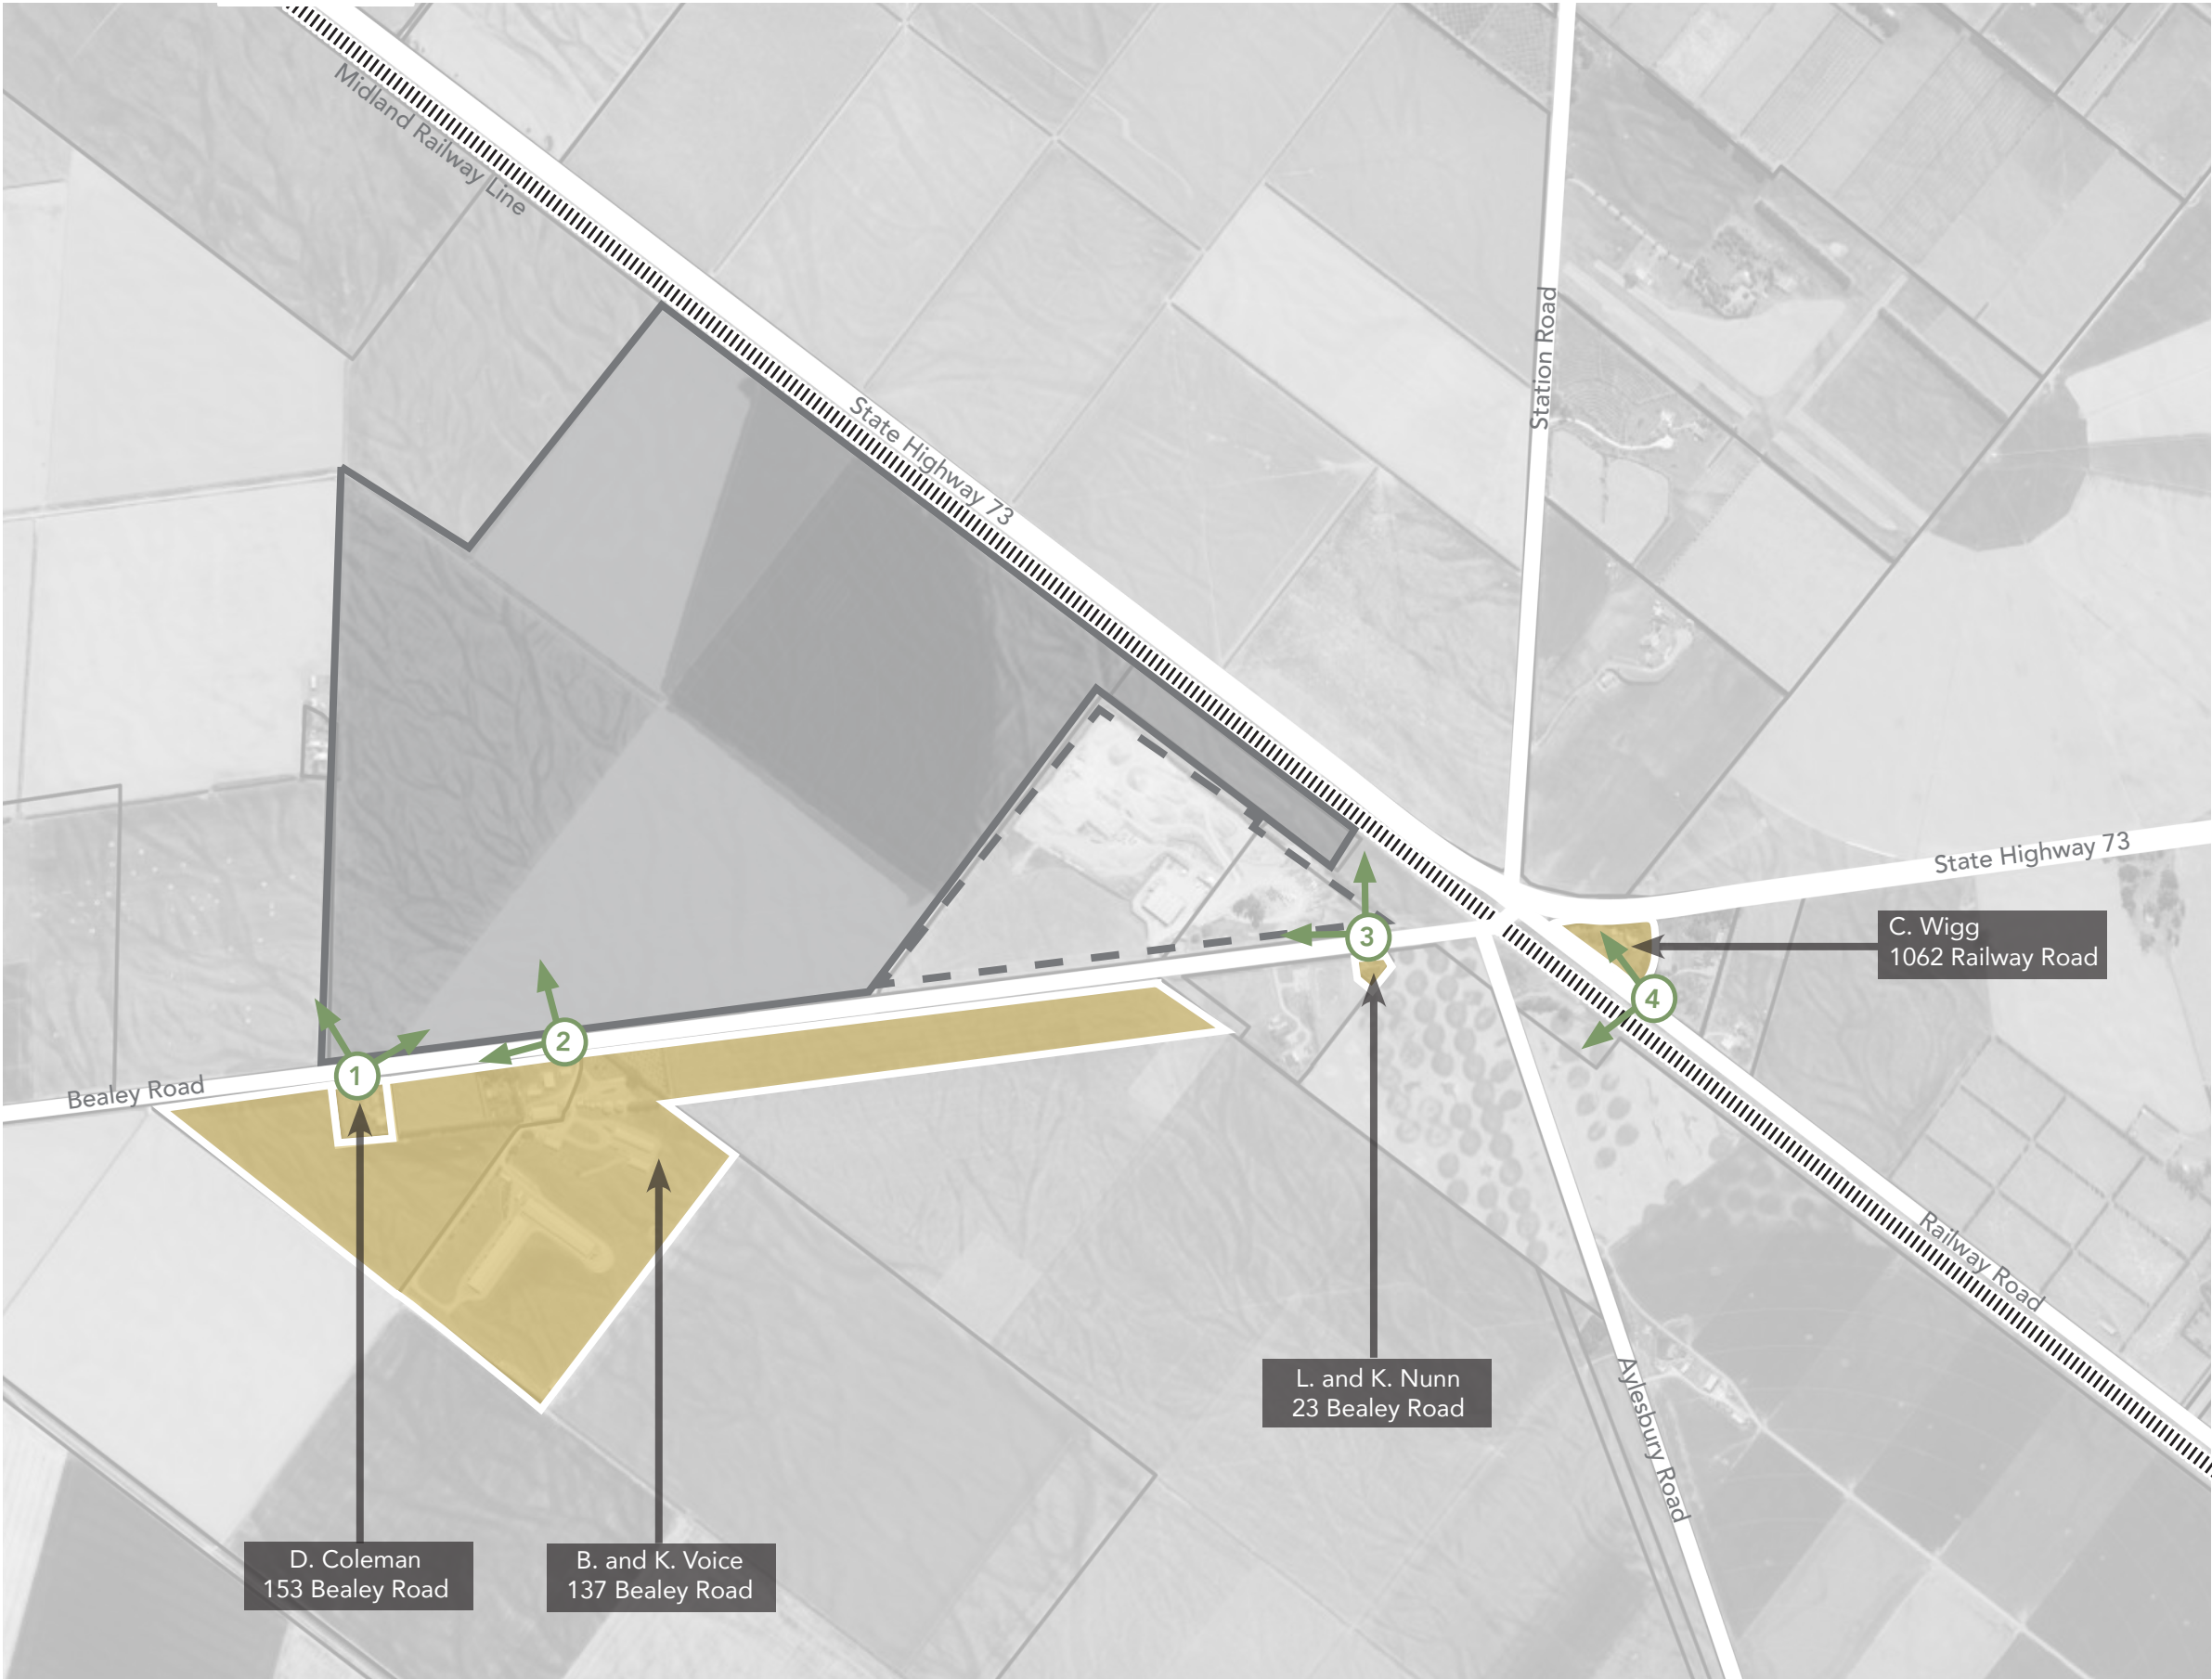 Midland Railway Line
State Highway 73
Station Road
State Highway 73
C. Wigg
1062 Railway Road
3
4
2
1
Bealey Road
Railway Road
L. and K. Nunn
23 Bealey Road
Aylesbury Road
D. Coleman
153 Bealey Road
B. and K. Voice
137 Bealey Road